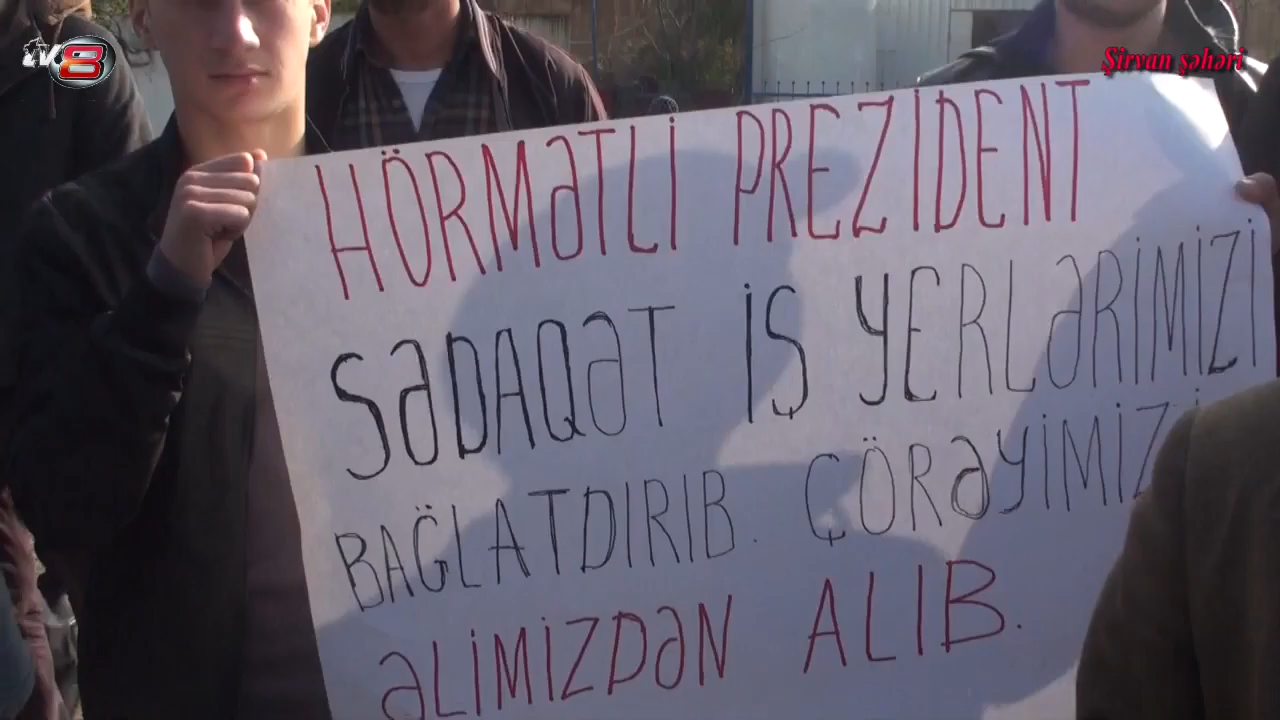 tv8
Şirvan şəhəri
HÖRMƏTLİ PREZİDENT
SƏDAQƏT İŞ YERLƏRİMİZİ
BAĞLATDIRIB. ÇÖRƏYİMİZİ
ƏLİMİZDƏN ALIB.